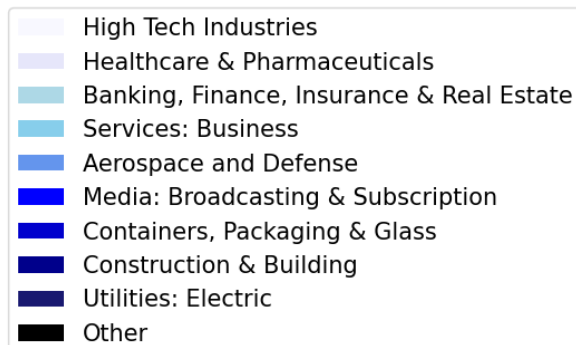 High Tech Industries
Healthcare & Pharmaceuticals
Banking, Finance, Insurance & Real Estate
Services: Business
Aerospace and Defense
Media: Broadcasting & Subscription
Containers, Packaging & Glass
Construction & Building
Utilities: Electric
Other